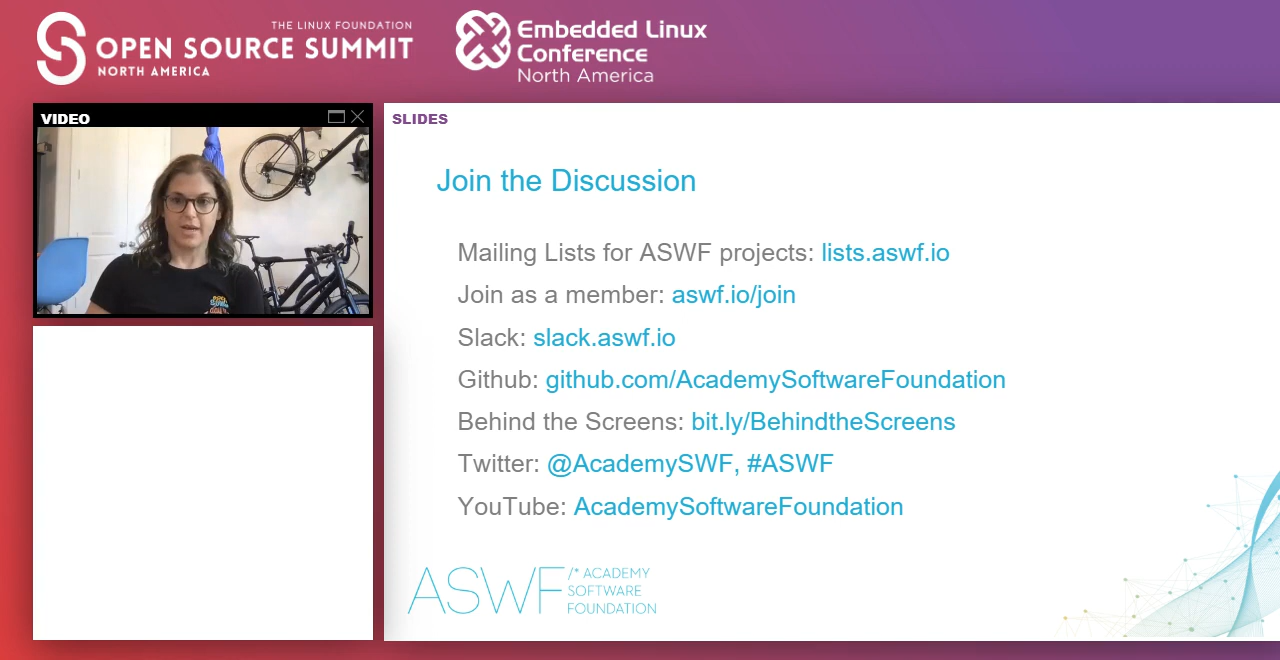 THE LINUX FOUNDATION
OPEN SOURCE SUMMIT
NORTH AMERICA
Embedded Linux
Conference
North America
VIDEO
SLIDES
Join the Discussion
Mailing Lists for ASWF projects: lists.aswf.io
Join as a member: aswf.io/join
Slack: slack.aswf.io
Github: github.com/AcademySoftwareFoundation
Behind the Screens: bit.ly/BehindtheScreens
Twitter: @AcademySWF, #ASWF
YouTube: AcademySoftwareFoundation
ASWF /* ACADEMY
SOFTWARE
FOUNDATION